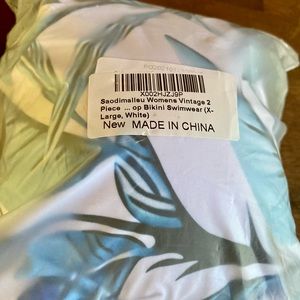 X002HJZJ9P
Saodimallsu Womens Vintage 2
Piece ... op Bikini Swimwear (X-
Large, White)
New MADE IN CHINA